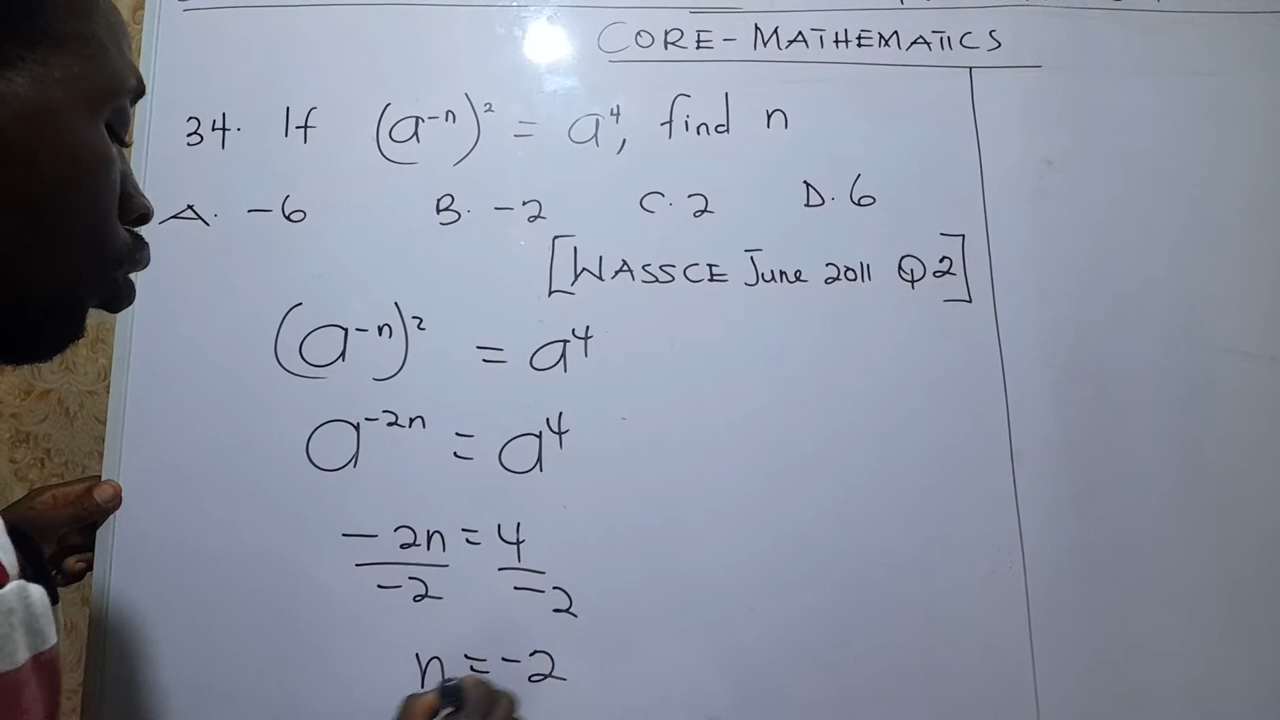 CORE-MATHEMATICS
34. If (a⁻ⁿ)² = a⁴, find n
A. -6 B. -2 C. 2 D. 6
[WASSCE June 2011 Q2]
(a⁻ⁿ)² = a⁴
a⁻²ⁿ = a⁴
-2n = 4
-2 -2
n = -2